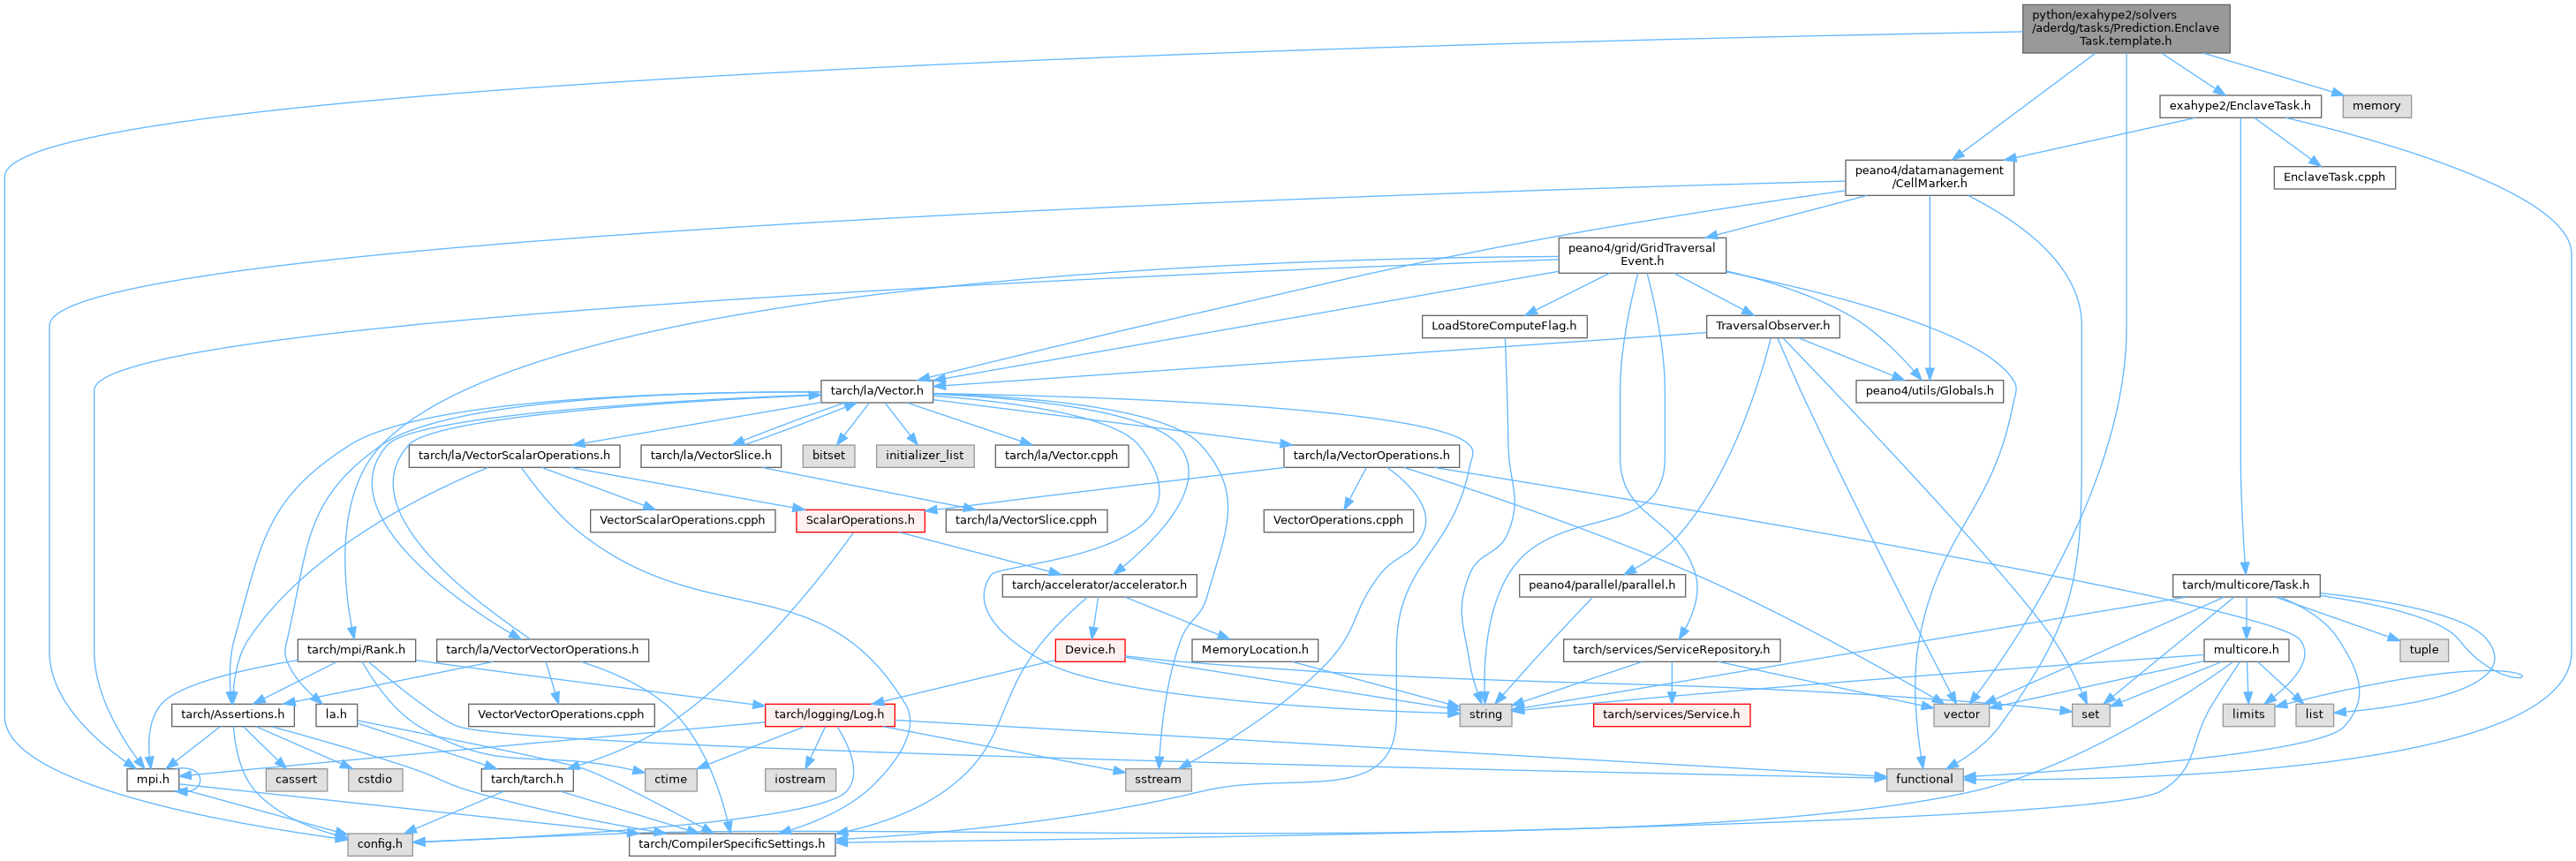 python/exahype2/solvers
/aderdg/tasks/Prediction.Enclave
Task.template.h
exahype2/EnclaveTask.h
memory
peano4/datamanagement
/CellMarker.h
EnclaveTask.cpph
peano4/grid/GridTraversal
Event.h
LoadStoreComputeFlag.h
TraversalObserver.h
tarch/la/Vector.h
peano4/utils/Globals.h
tarch/la/VectorScalarOperations.h
tarch/la/VectorSlice.h
bitset
initializer_list
tarch/la/Vector.cpph
tarch/la/VectorOperations.h
VectorScalarOperations.cpph
ScalarOperations.h
tarch/la/VectorSlice.cpph
VectorOperations.cpph
tarch/accelerator/accelerator.h
peano4/parallel/parallel.h
tarch/multicore/Task.h
tarch/mpi/Rank.h
tarch/la/VectorVectorOperations.h
Device.h
MemoryLocation.h
tarch/services/ServiceRepository.h
multicore.h
tuple
tarch/Assertions.h
la.h
VectorVectorOperations.cpph
tarch/logging/Log.h
string
tarch/services/Service.h
vector
set
limits
list
mpi.h
cassert
cstdio
tarch/tarch.h
ctime
iostream
sstream
functional
config.h
tarch/CompilerSpecificSettings.h